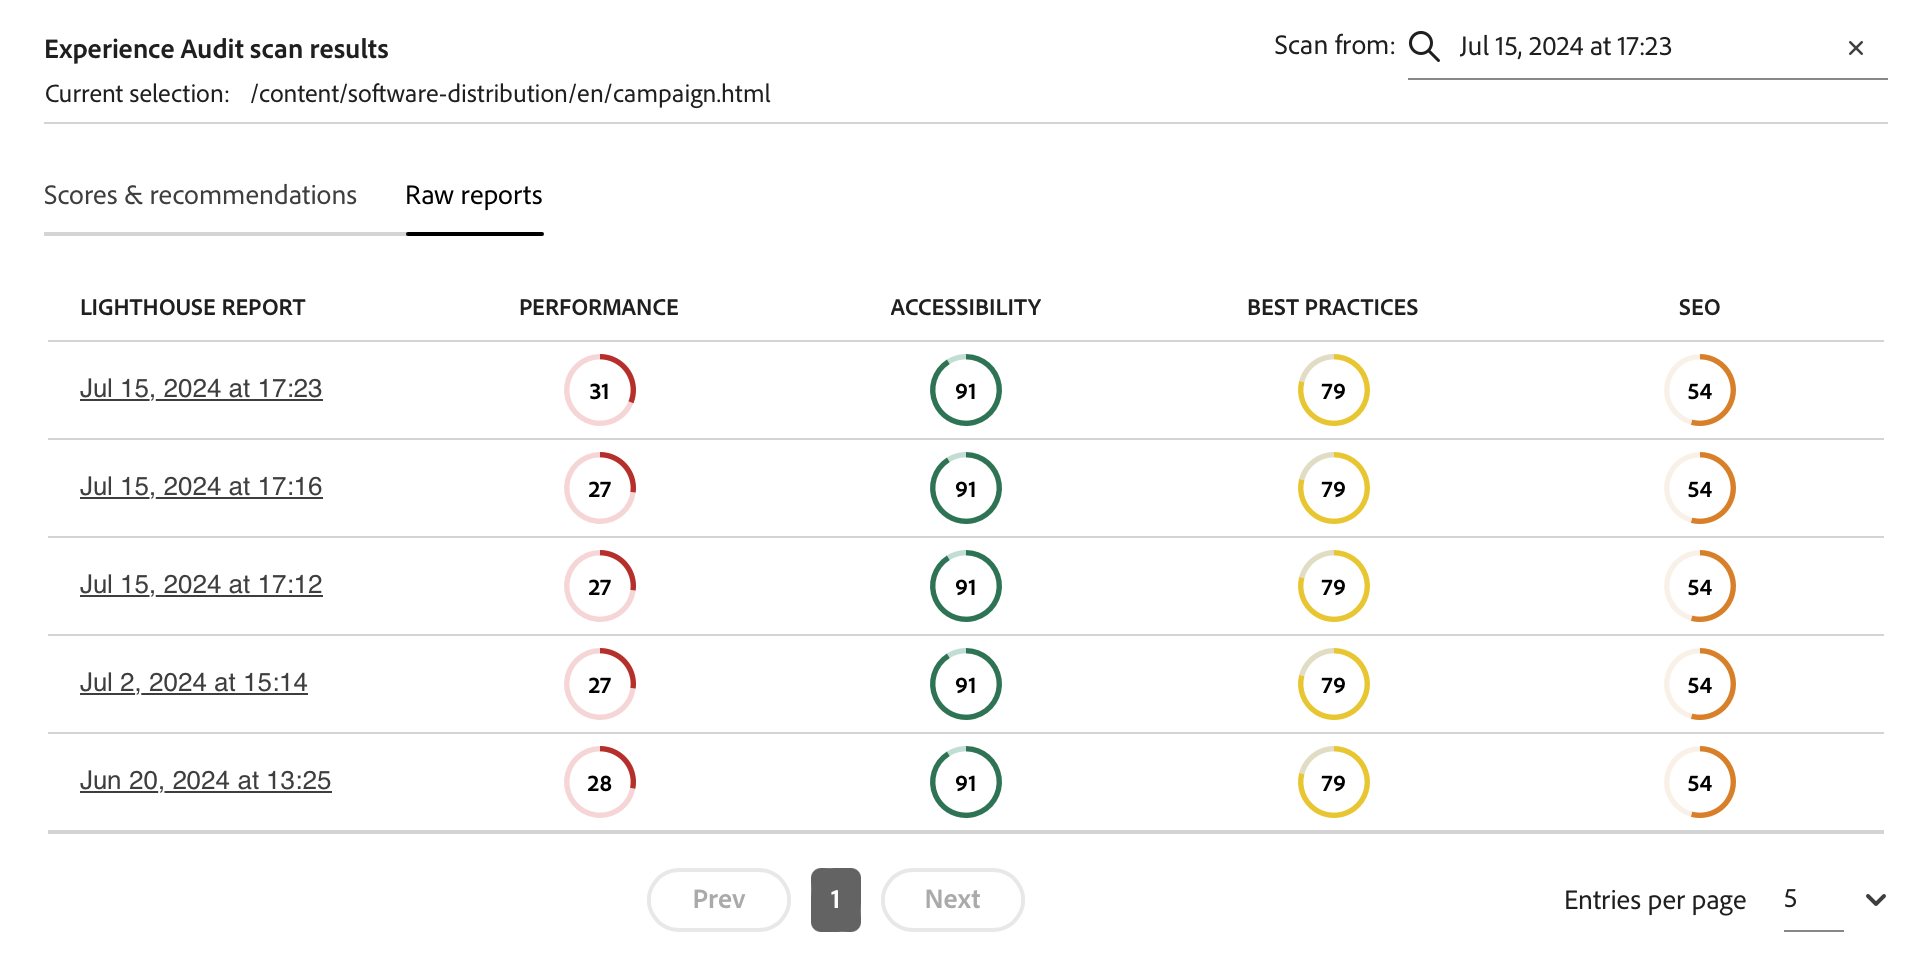 Experience Audit scan results
Scan from: Jul 15, 2024 at 17:23
Current selection: /content/software-distribution/en/campaign.html
Scores & recommendations Raw reports
LIGHTHOUSE REPORT PERFORMANCE ACCESSIBILITY BEST PRACTICES SEO
Jul 15, 2024 at 17:23 31 91 79 54
Jul 15, 2024 at 17:16 27 91 79 54
Jul 15, 2024 at 17:12 27 91 79 54
Jul 2, 2024 at 15:14 27 91 79 54
Jun 20, 2024 at 13:25 28 91 79 54
Prev 1 Next Entries per page 5